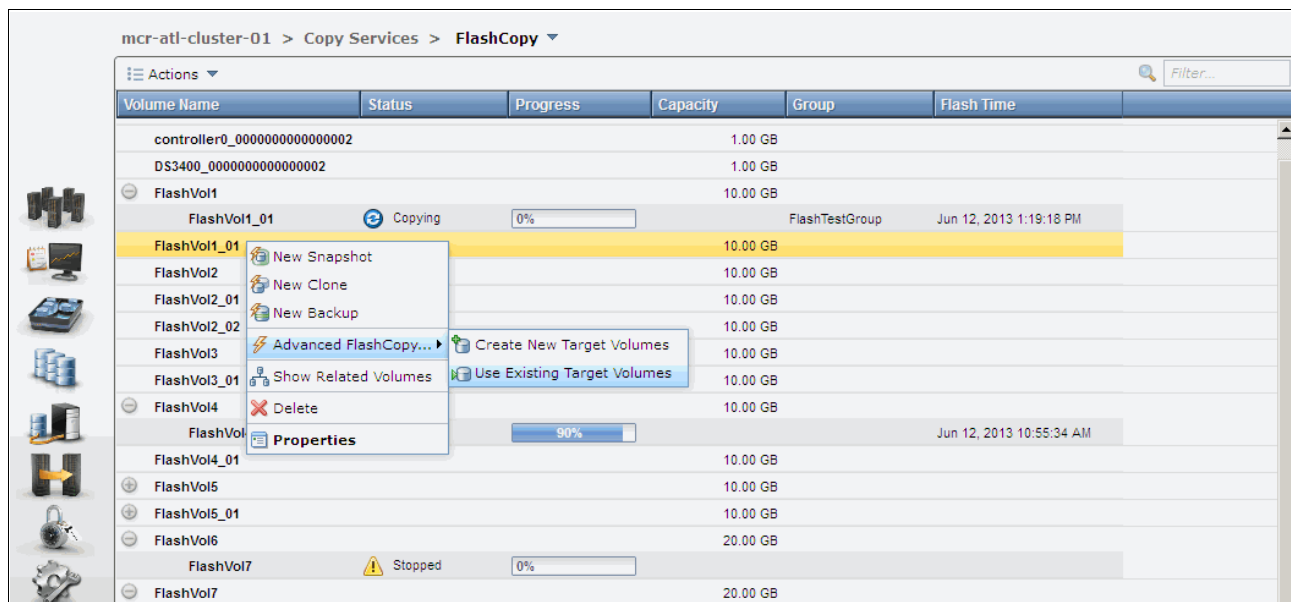 mcr-atl-cluster-01 > Copy Services > FlashCopy
Actions Filter...
Volume Name Status Progress Capacity Group Flash Time
controller0_0000000000000002 1.00 GB
DS3400_0000000000000002 1.00 GB
FlashVol1 10.00 GB
FlashVol1_01 Copying 0% FlashTestGroup Jun 12, 2013 1:19:18 PM
FlashVol1_01 10.00 GB
New Snapshot
FlashVol2 10.00 GB
New Clone
FlashVol2_01 10.00 GB
New Backup
FlashVol2_02 10.00 GB
Advanced FlashCopy... Create New Target Volumes
FlashVol3 10.00 GB
Show Related Volumes Use Existing Target Volumes
FlashVol3_01 10.00 GB
FlashVol4 10.00 GB
Delete
FlashVol 90% Jun 12, 2013 10:55:34 AM
Properties
FlashVol4_01 10.00 GB
FlashVol5 10.00 GB
FlashVol5_01 10.00 GB
FlashVol6 20.00 GB
FlashVol7 Stopped 0%
FlashVol7 20.00 GB